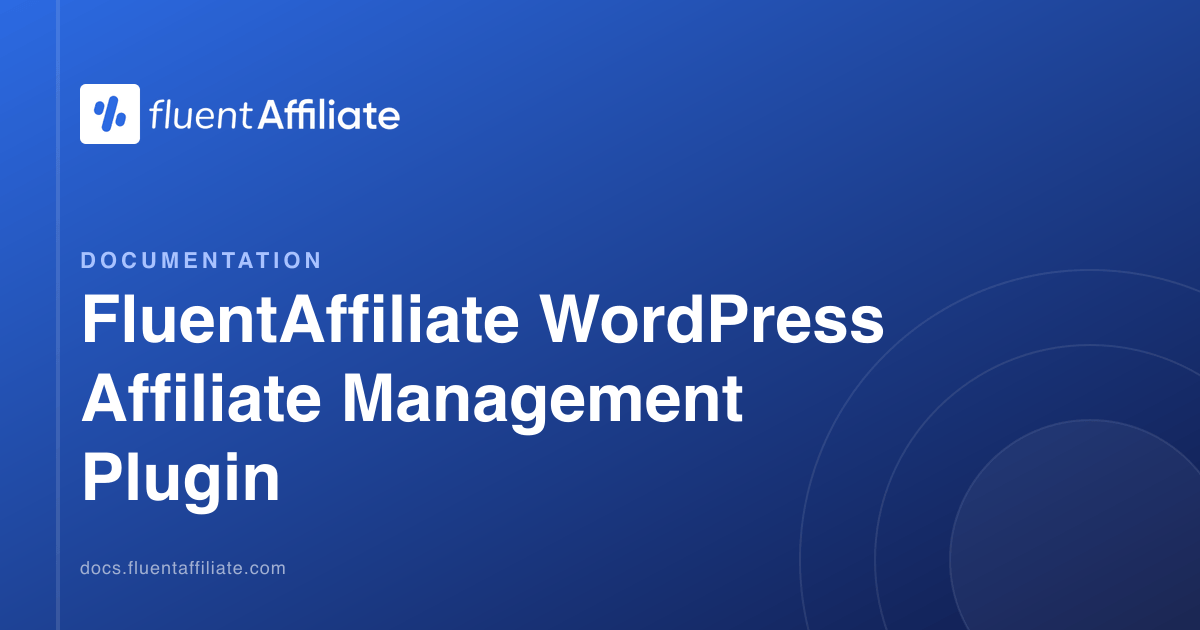 fluentAffiliate
DOCUMENTATION
FluentAffiliate WordPress
Affiliate Management
Plugin
docs.fluentaffiliate.com